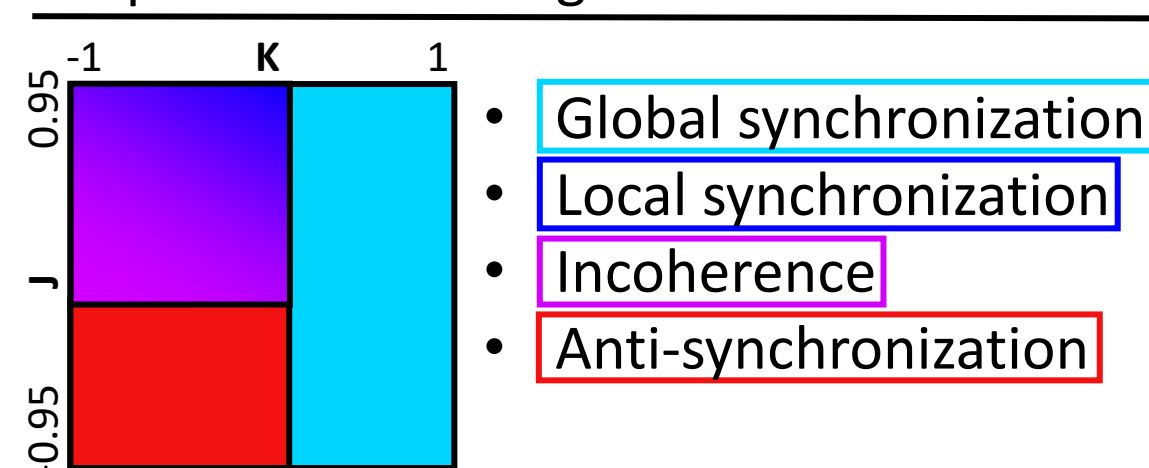 -1 K 1
0.95
J
-0.95
• Global synchronization
• Local synchronization
• Incoherence
• Anti-synchronization